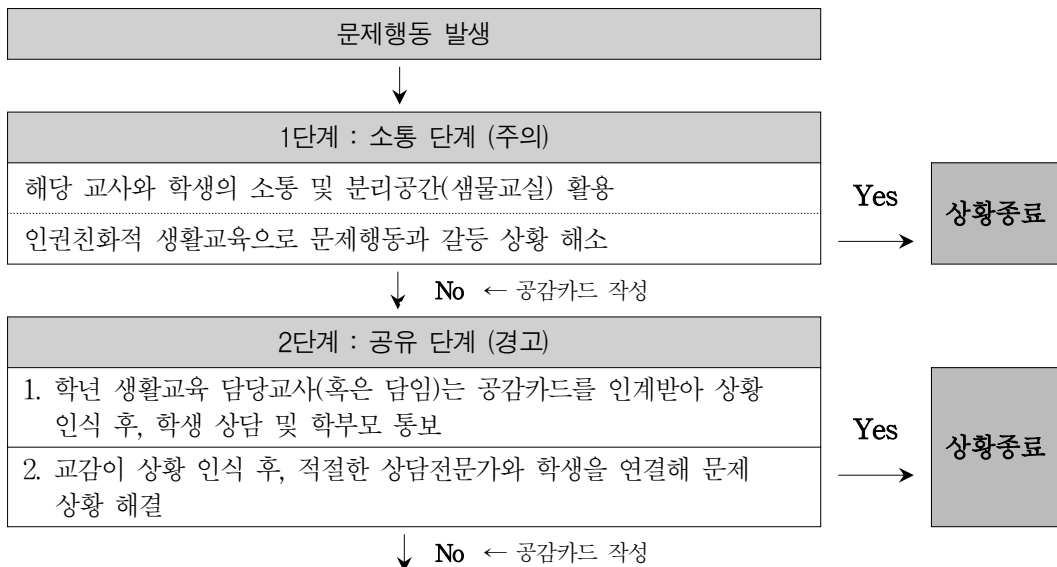 문제행동 발생
1단계 : 소통 단계 (주의)
해당 교사와 학생의 소통 및 분리공간(샘물교실) 활용
인권친화적 생활교육으로 문제행동과 갈등 상황 해소
Yes
상황종료
No ← 공감카드 작성
2단계 : 공유 단계 (경고)
1. 학년 생활교육 담당교사(혹은 담임)는 공감카드를 인계받아 상황
인식 후, 학생 상담 및 학부모 통보
2. 교감이 상황 인식 후, 적절한 상담전문가와 학생을 연결해 문제
상황 해결
Yes
상황종료
No ← 공감카드 작성